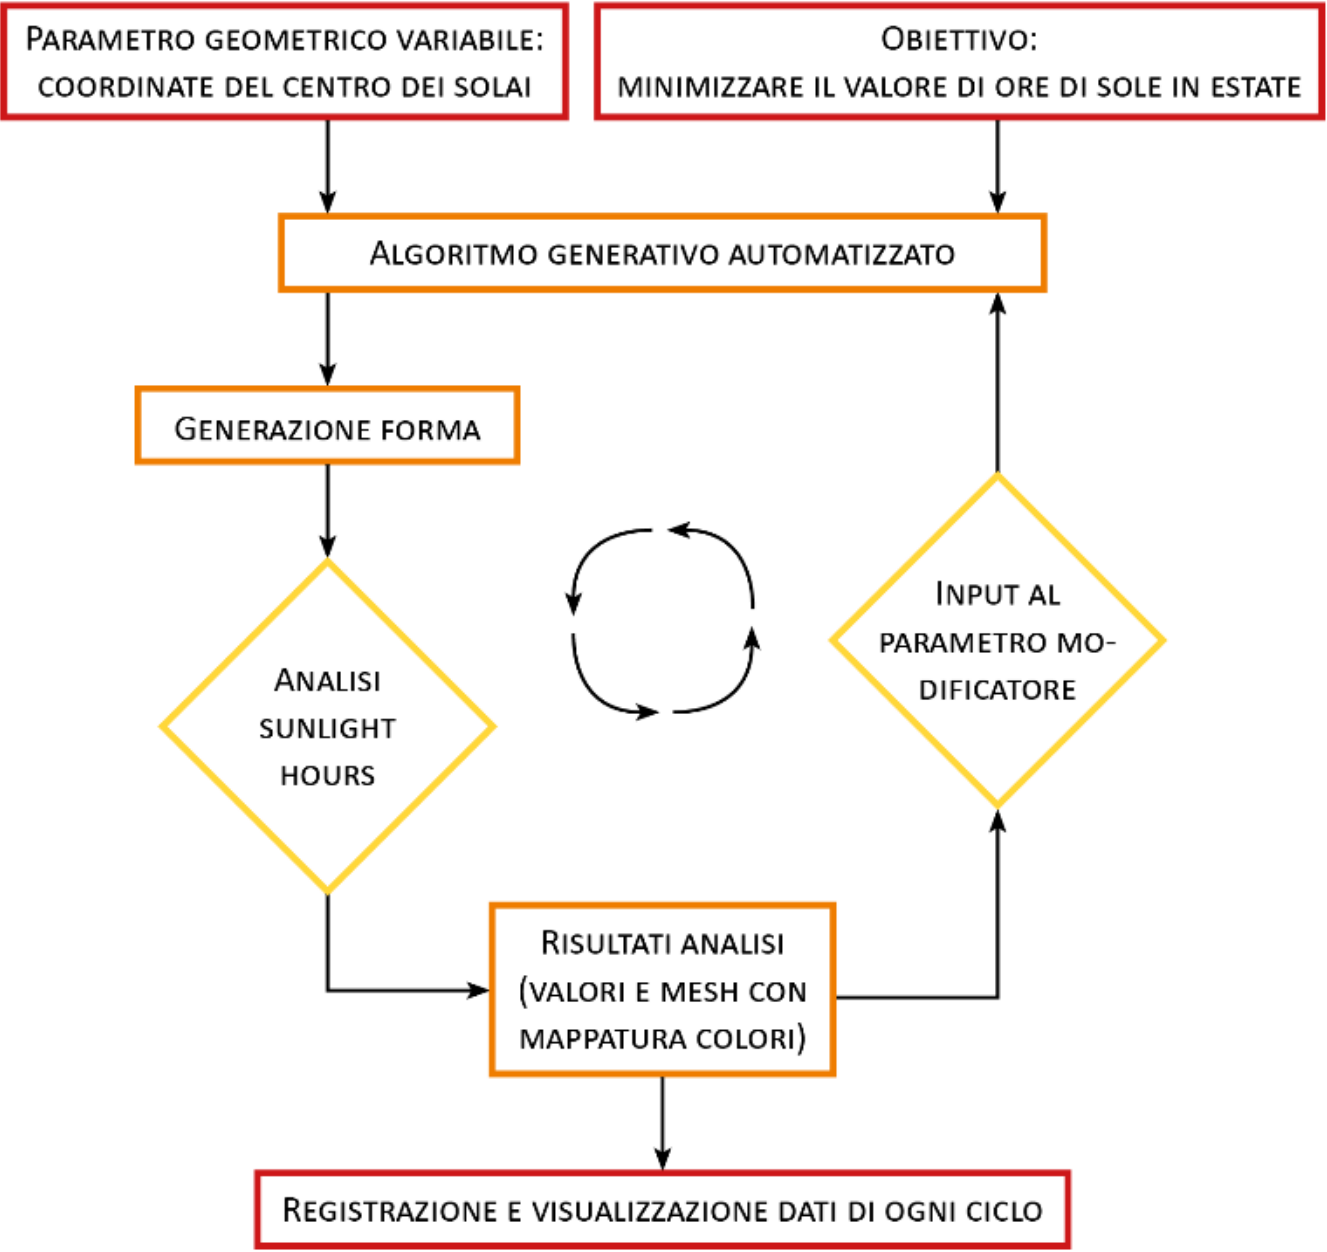 Parametro geometrico variabile:
coordinate del centro dei solai
Obiettivo:
minimizzare il valore di ore di sole in estate
Algoritmo generativo automatizzato
Generazione forma
Input al
parametro mo-
dificatore
Analisi
sunlight
hours
Risultati analisi
(valori e mesh con
mappatura colori)
Registrazione e visualizzazione dati di ogni ciclo